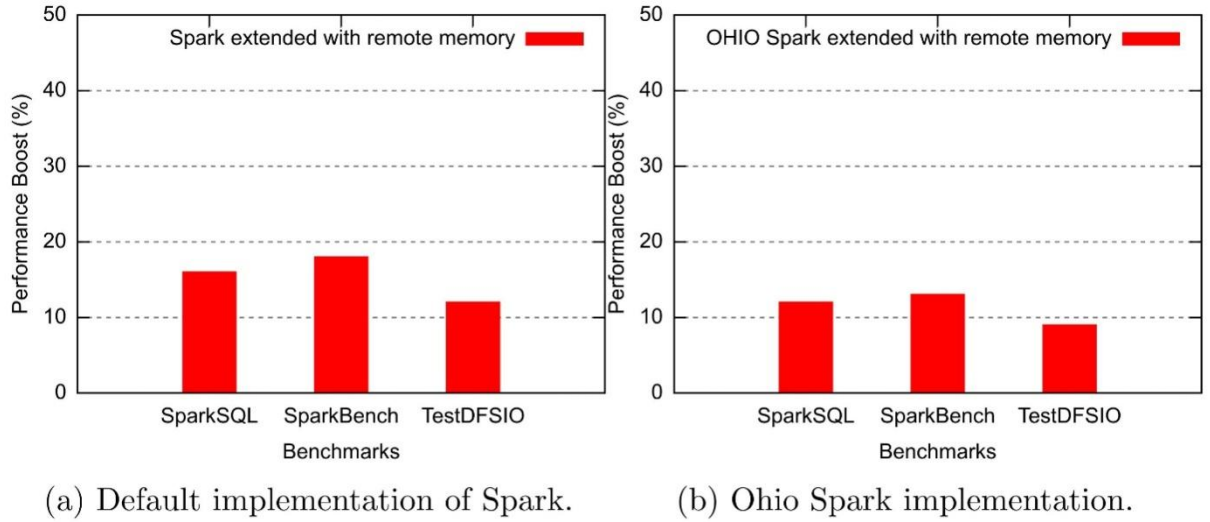 50
40
30
20
10
0
Performance Boost (%)
Spark extended with remote memory
SparkSQL SparkBench TestDFSIO
Benchmarks
(a) Default implementation of Spark.
50
40
30
20
10
0
Performance Boost (%)
OHIO Spark extended with remote memory
SparkSQL SparkBench TestDFSIO
Benchmarks
(b) Ohio Spark implementation.